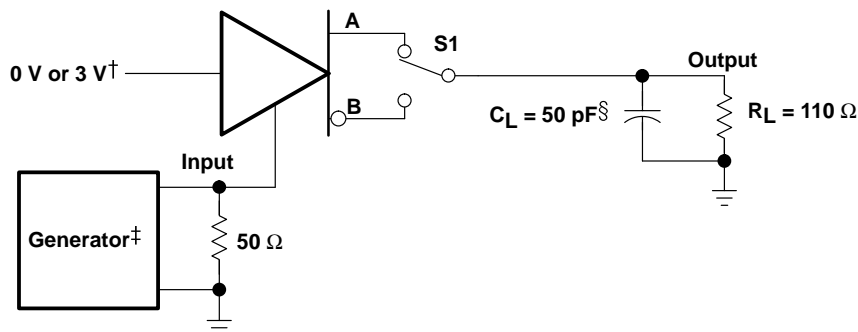 A
S1
0 V or 3 V†
Output
B
CL = 50 pF§
RL = 110 Ω
Input
Generator‡
50 Ω